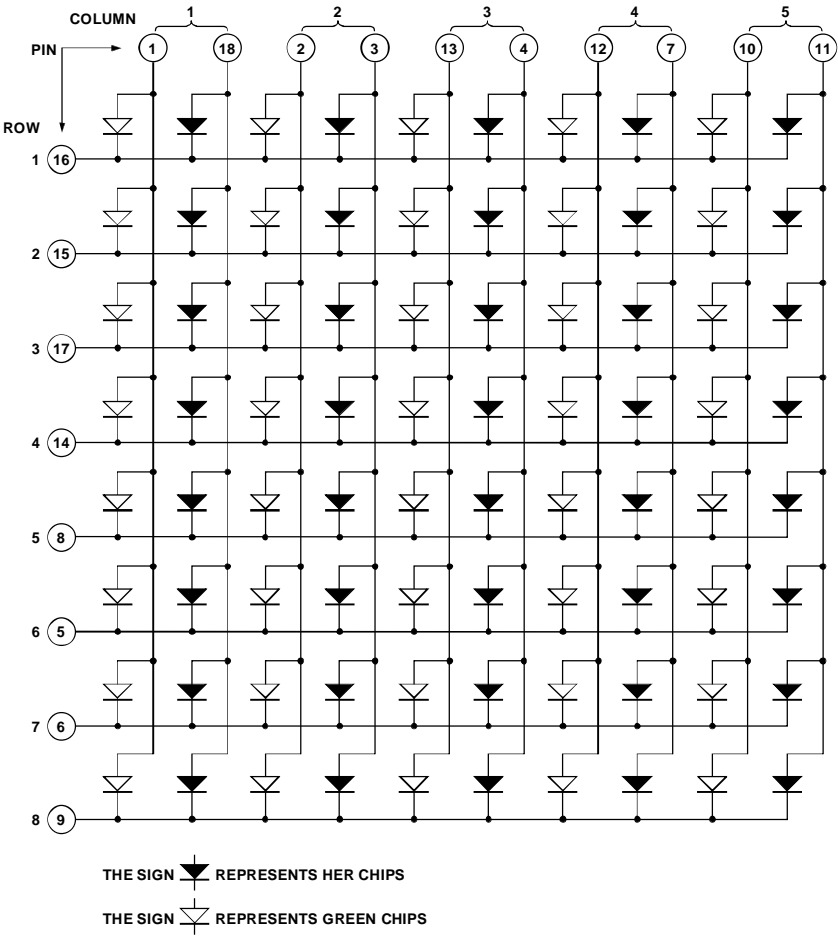 COLUMN 1 2 3 4 5
PIN 1 18 2 3 13 4 12 7 10 11
ROW
1 16
2 15
3 17
4 14
5 8
6 5
7 6
8 9
THE SIGN REPRESENTS HER CHIPS
THE SIGN REPRESENTS GREEN CHIPS